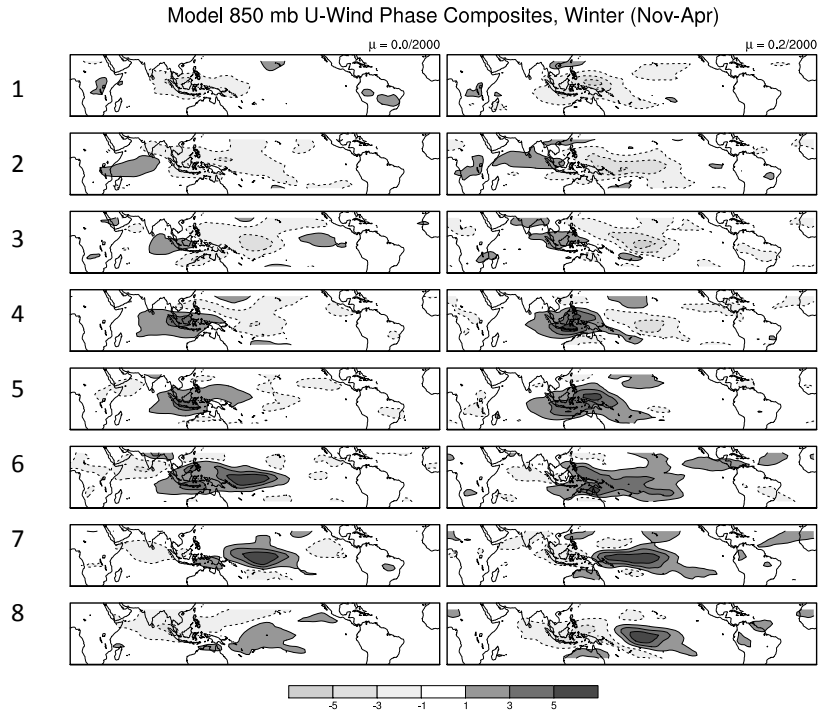 Model 850 mb U-Wind Phase Composites, Winter (Nov-Apr)
μ = 0.0/2000
μ = 0.2/2000
1
2
3
4
5
6
7
8
-5 -3 -1 1 3 5